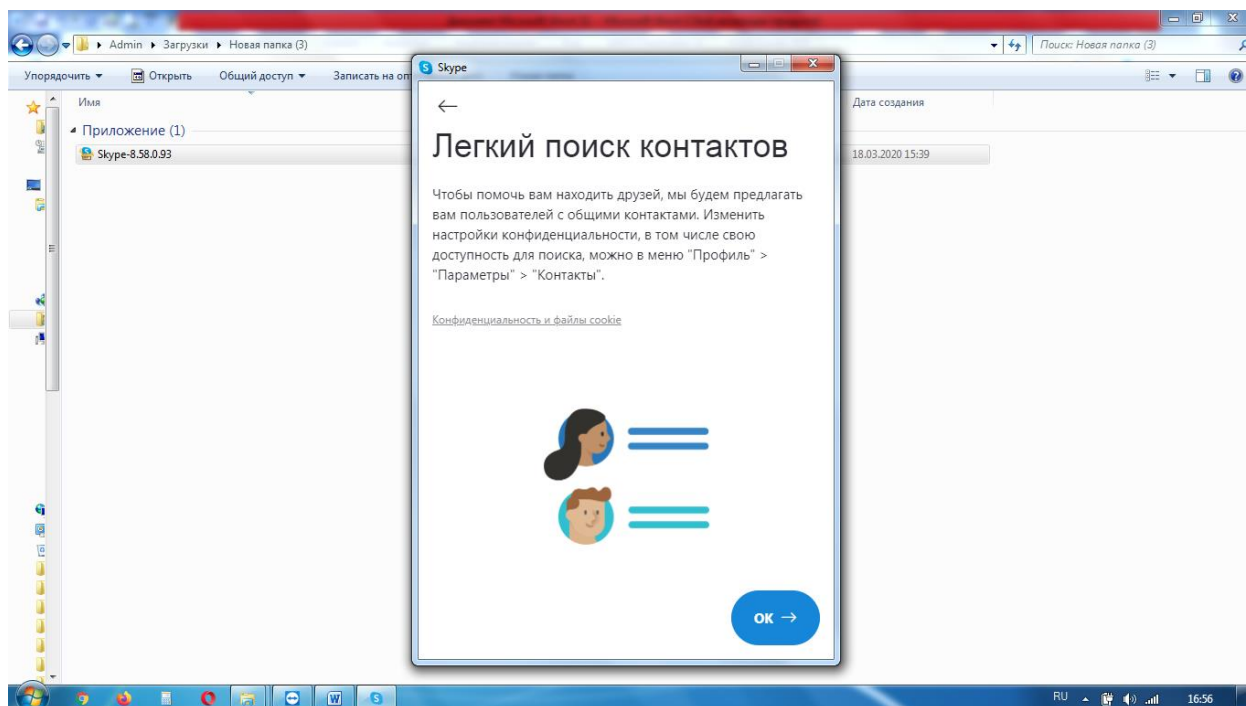 Admin ▸ Загрузки ▸ Новая папка (3)
Поиск: Новая папка (3)
Упорядочить
Открыть
Общий доступ
Записать на оп
Имя
Дата создания
Приложение (1)
Skype-8.58.0.93
18.03.2020 15:39
Skype
Легкий поиск контактов
Чтобы помочь вам находить друзей, мы будем предлагать
вам пользователей с общими контактами. Изменить
настройки конфиденциальности, в том числе свою
доступность для поиска, можно в меню "Профиль" >
"Параметры" > "Контакты".
Конфиденциальность и файлы cookie
ОК →
RU
16:56